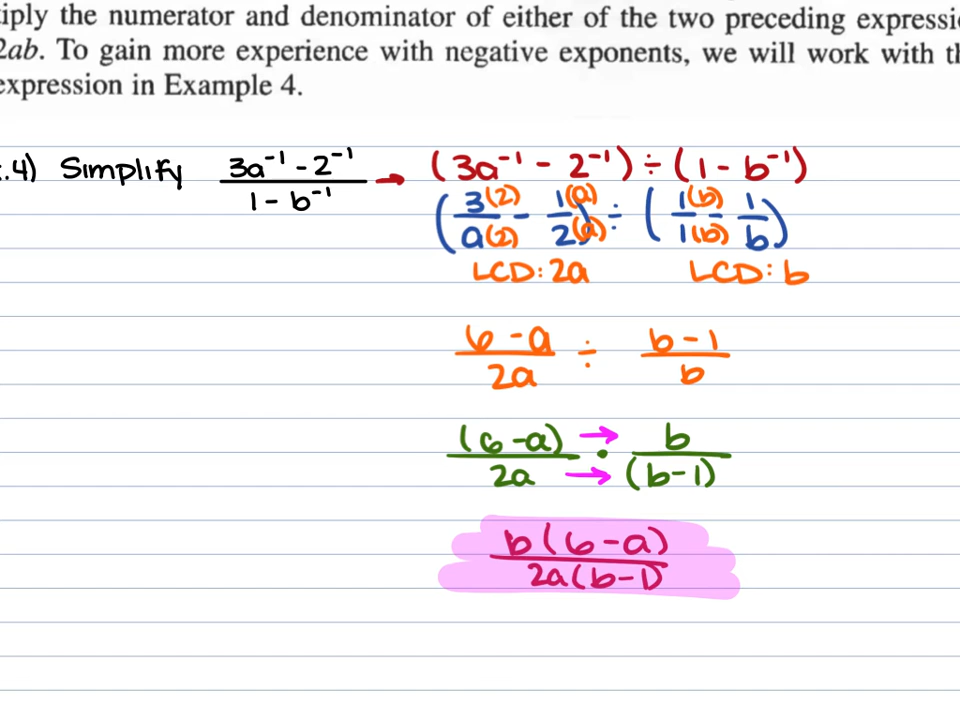 tiply the numerator and denominator of either of the two preceding expressi
2ab. To gain more experience with negative exponents, we will work with th
expression in Example 4.
.4) Simplify (3a⁻¹ - 2⁻¹)/(1 - b⁻¹) → (3a⁻¹ - 2⁻¹) ÷ (1 - b⁻¹)
(3(2)/a(2) - 1(a)/2(a)) ÷ (1(b)/1(b) - 1/b)
LCD: 2a LCD: b
6-a/2a ÷ b-1/b
(6-a)/2a → → · b/(b-1)
b(6-a)/2a(b-1)